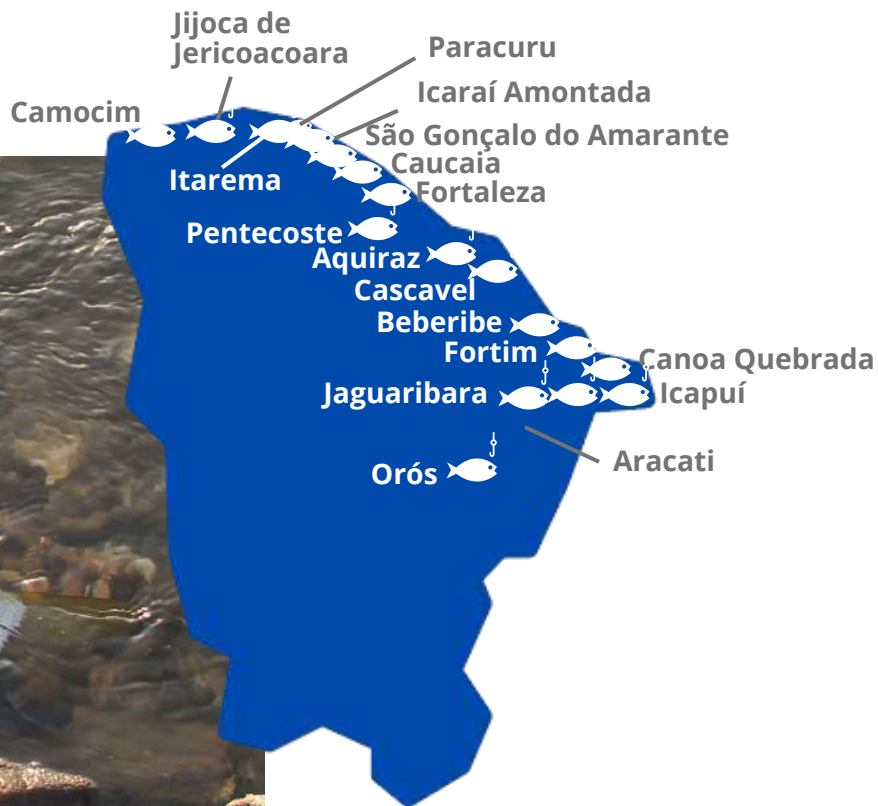 Jijoca de
Jericoacoara
Paracuru
Icaraí Amontada
Camocim
São Gonçalo do Amarante
Caucaia
Itarema
Fortaleza
Pentecoste
Aquiraz
Cascavel
Beberibe
Fortim
Canoa Quebrada
Jaguaribara
Icapuí
Aracati
Orós